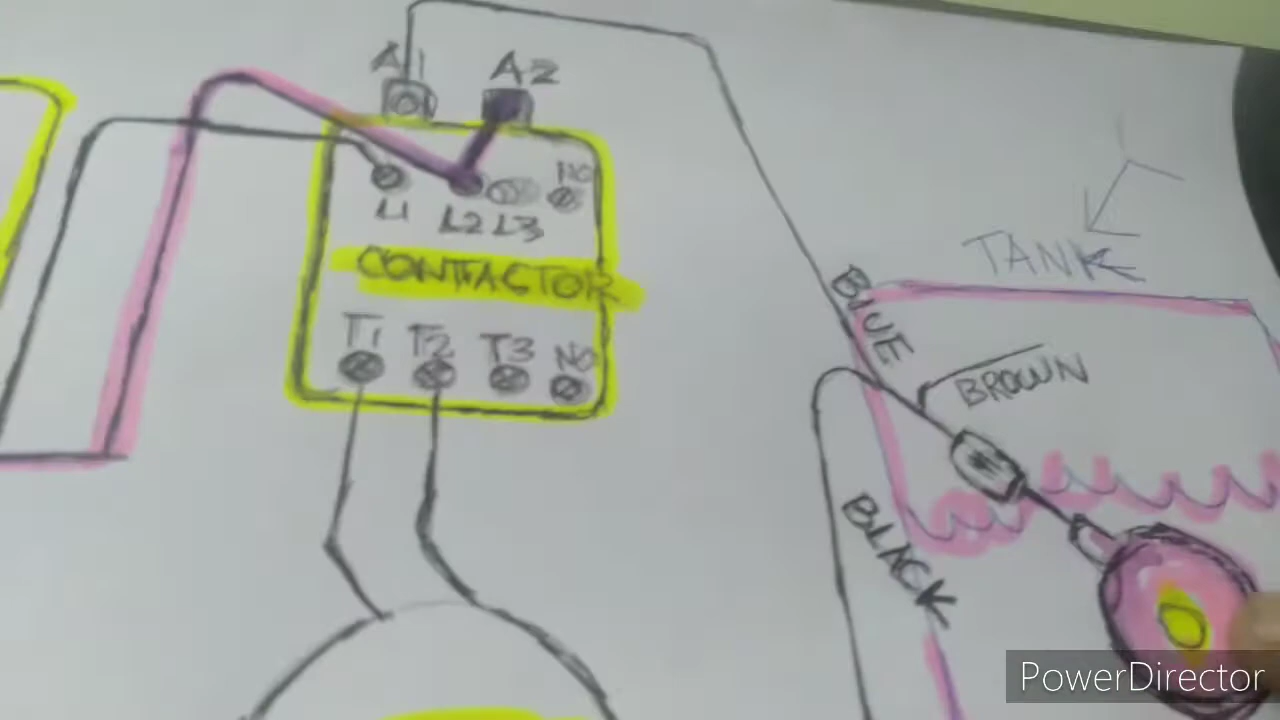 A1
A2
NO
L1
L2
L3
CONTACTOR
T1
T2
T3
NO
TANK
BLUE
BROWN
BLACK
PowerDirector